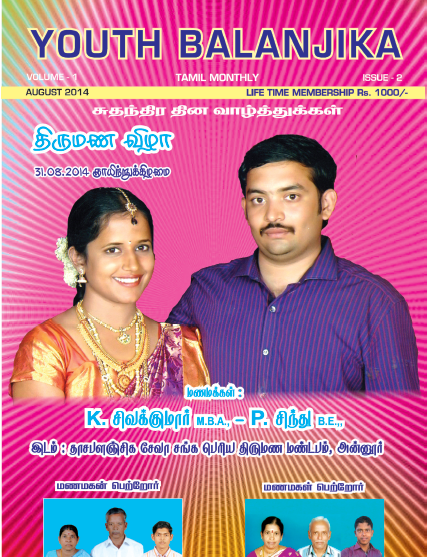 YOUTH BALANJIKA
VOLUME - 1 TAMIL MONTHLY ISSUE - 2
AUGUST 2014 LIFE TIME MEMBERSHIP Rs. 1000/-
சுதந்திர தின வாழ்த்துக்கள்
திருமண விழா
31.08.2014 ஞாயிற்றுக்கிழமை
மணமக்கள் :
K. சிவக்குமார் M.B.A., – P. சிந்து B.E.,,
இடம் : தாசபளஞ்சிக சேவா சங்க பெரிய திருமண மண்டபம், அன்னூர்
மணமகன் பெற்றோர் மணமகள் பெற்றோர்